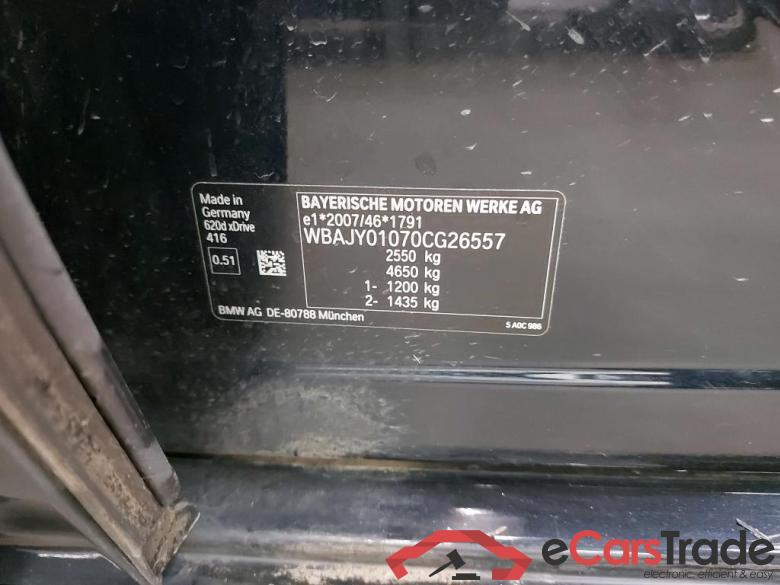 Made in
Germany
620d xDrive
416
0.51
BAYERISCHE MOTOREN WERKE AG
e1*2007/46*1791
WBAJY01070CG26557
2550 kg
4650 kg
1- 1200 kg
2- 1435 kg
BMW AG DE-80788 München
S A0C 986
eCarsTrade
electronic, efficient & easy